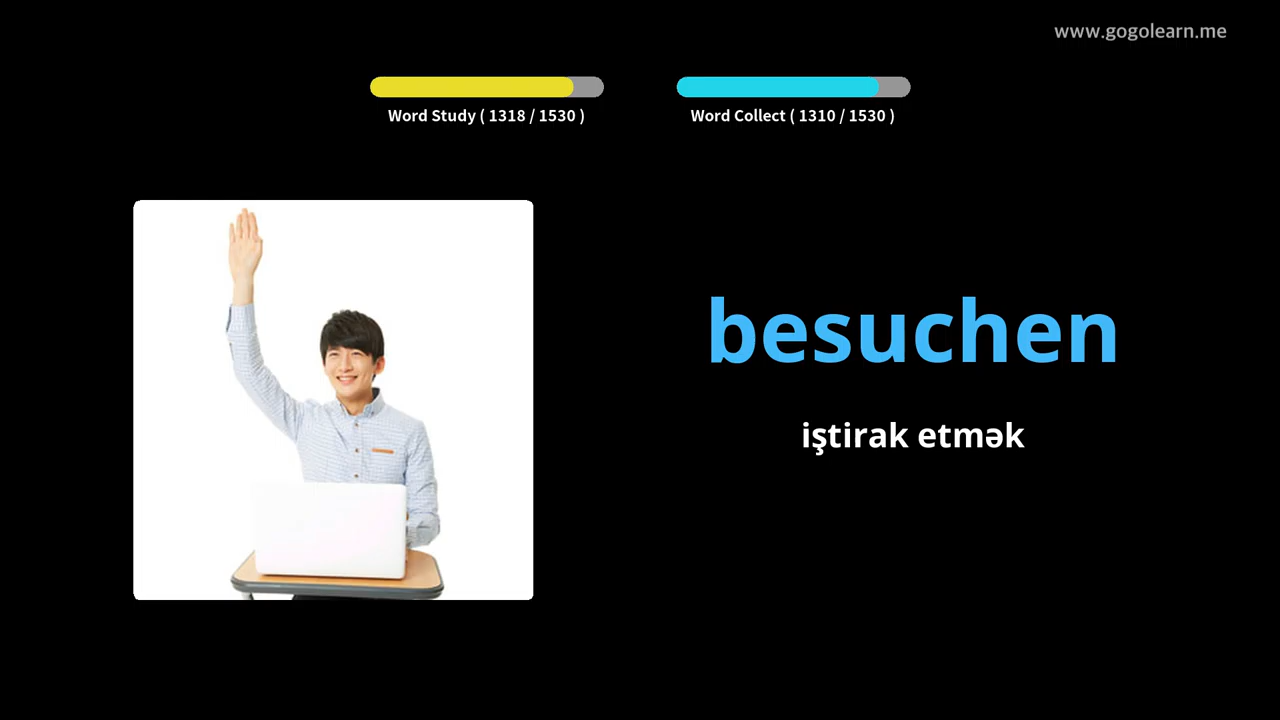 www.gogolearn.me
Word Study ( 1318 / 1530 )
Word Collect ( 1310 / 1530 )
besuchen
iştirak etmək